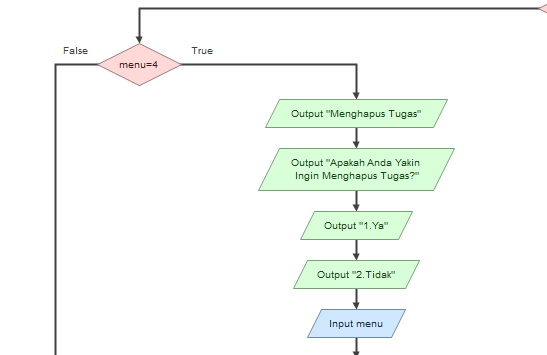 False
True
menu=4
Output "Menghapus Tugas"
Output "Apakah Anda Yakin
Ingin Menghapus Tugas?"
Output "1.Ya"
Output "2.Tidak"
Input menu